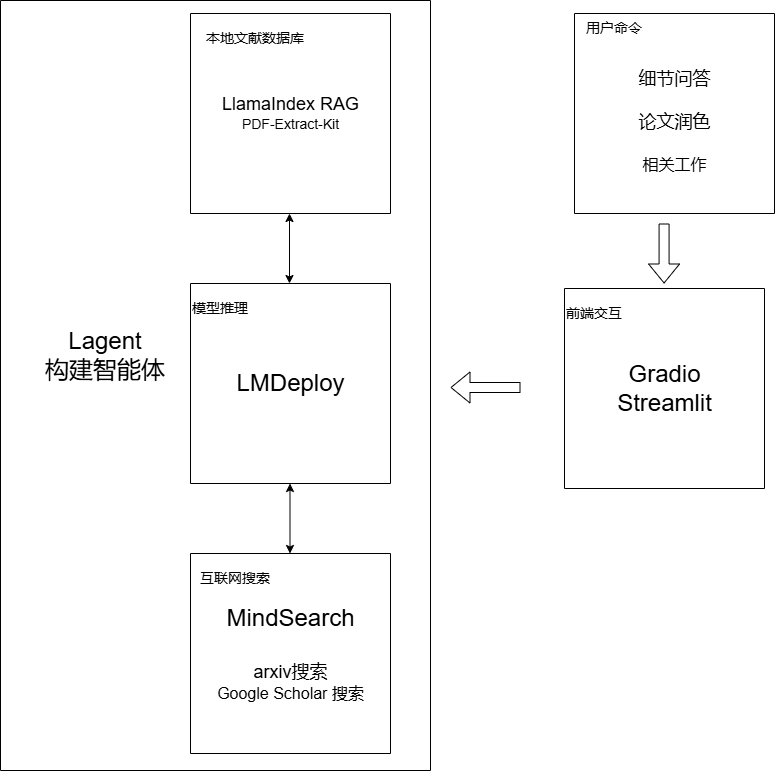 本地文献数据库
LlamaIndex RAG
PDF-Extract-Kit
用户命令
细节问答
论文润色
相关工作
Lagent
构建智能体
模型推理
LMDeploy
前端交互
Gradio
Streamlit
互联网搜索
MindSearch
arxiv搜索
Google Scholar 搜索